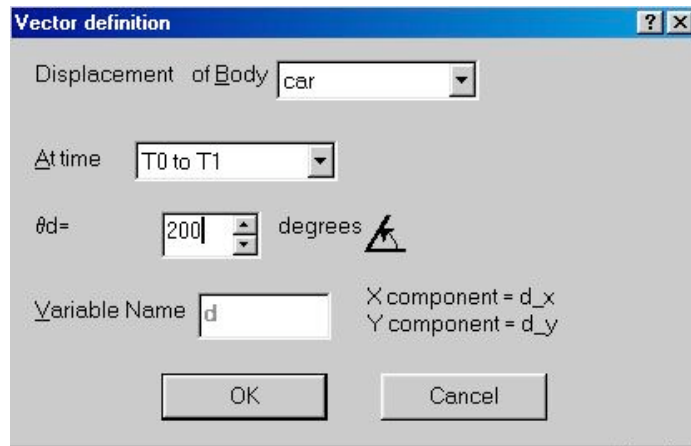 Vector definition
Displacement of Body car
At time T0 to T1
θd= 200 degrees
Variable Name d
X component = d_x
Y component = d_y
OK Cancel